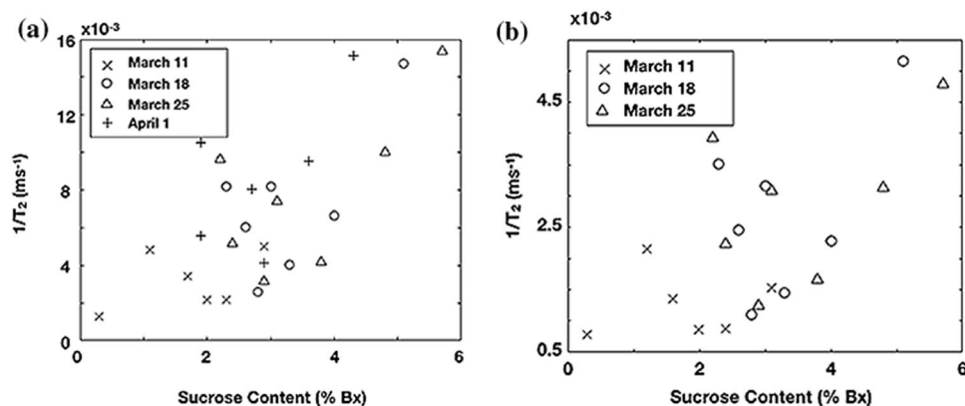 (a)
x10⁻³
16
12
8
4
0
1/T₂ (ms⁻¹)
March 11
March 18
March 25
April 1
0 2 4 6
Sucrose Content (% Bx)
(b)
x10⁻³
4.5
2.5
0.5
1/T₂ (ms⁻¹)
March 11
March 18
March 25
0 2 4 6
Sucrose Content (% Bx)